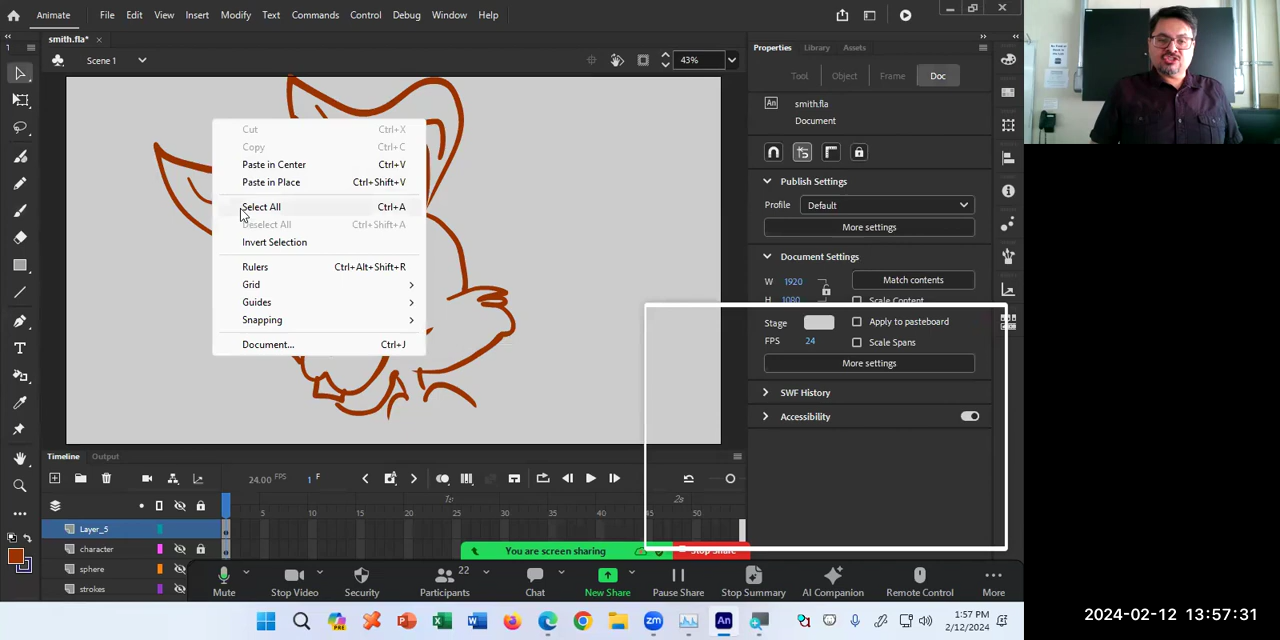 Animate File Edit View Insert Modify Text Commands Control Debug Window Help
smith.fla* ×
1
Scene 1
43%
Cut Ctrl+X
Copy Ctrl+C
Paste in Center Ctrl+V
Paste in Place Ctrl+Shift+V
Select All Ctrl+A
Deselect All Ctrl+Shift+A
Invert Selection
Rulers Ctrl+Alt+Shift+R
Grid
Guides
Snapping
Document... Ctrl+J
Properties Library Assets
Tool Object Frame Doc
An smith.fla
Document
Publish Settings
Profile Default
More settings
Document Settings
W 1920 Match contents
H 1080 Scale Content
Stage Apply to pasteboard
FPS 24 Scale Spans
More settings
SWF History
Accessibility
Timeline Output
24.00 FPS 1 F
1s 2s
5 10 15 20 25 30 35 40 45 50
Layer_5
character
sphere
strokes
You are screen sharing Stop Share
22
Mute Stop Video Security Participants Chat New Share Pause Share Stop Summary AI Companion Remote Control More
1:57 PM
2/12/2024
2024-02-12 13:57:31